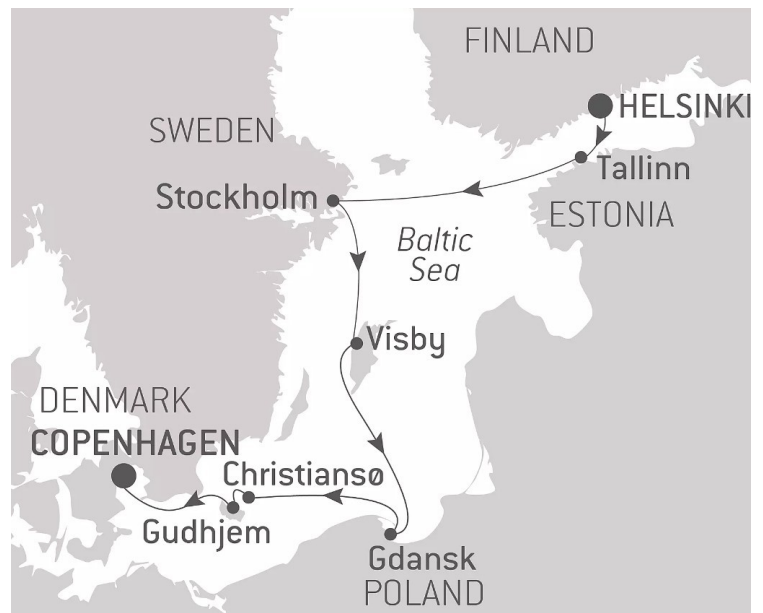 FINLAND
HELSINKI
SWEDEN
Tallinn
Stockholm
ESTONIA
Baltic
Sea
Visby
DENMARK
COPENHAGEN
Christiansø
Gudhjem
Gdansk
POLAND